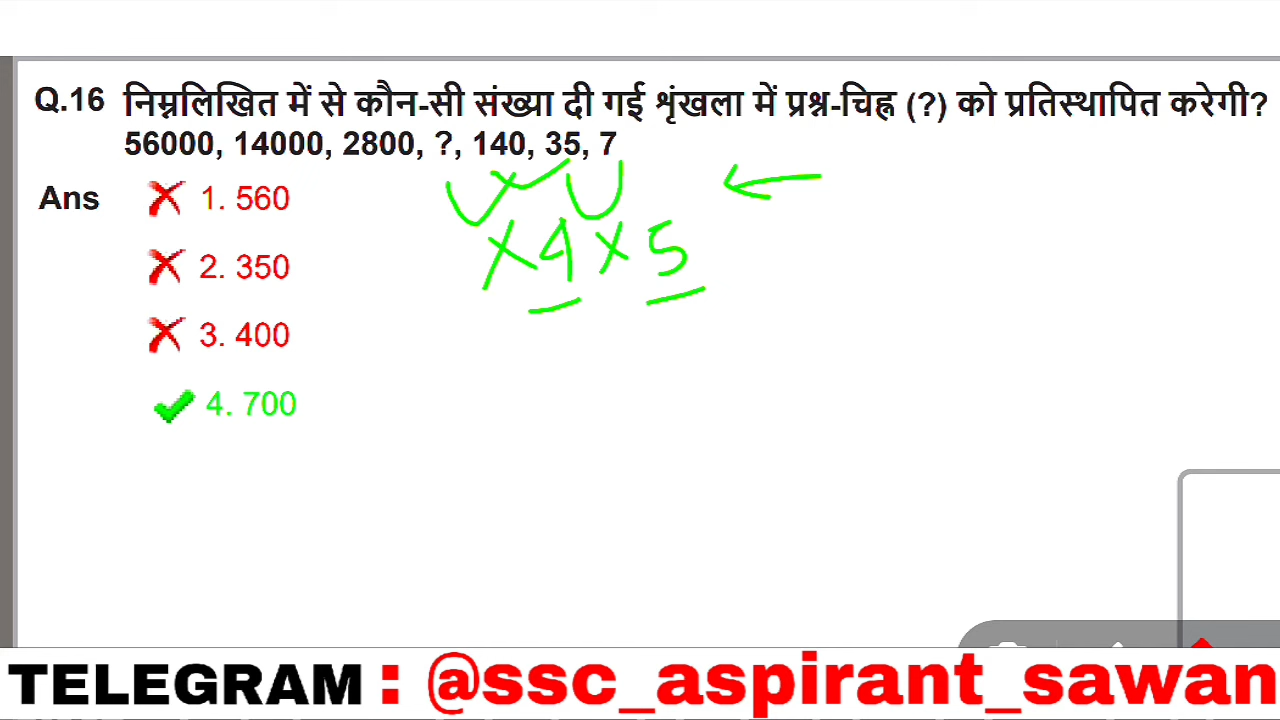 Q.16 निम्नलिखित में से कौन-सी संख्या दी गई शृंखला में प्रश्न-चिह्न (?) को प्रतिस्थापित करेगी?
56000, 14000, 2800, ?, 140, 35, 7
Ans 1. 560
2. 350
3. 400
4. 700
×4 ×5
TELEGRAM : @ssc_aspirant_sawan